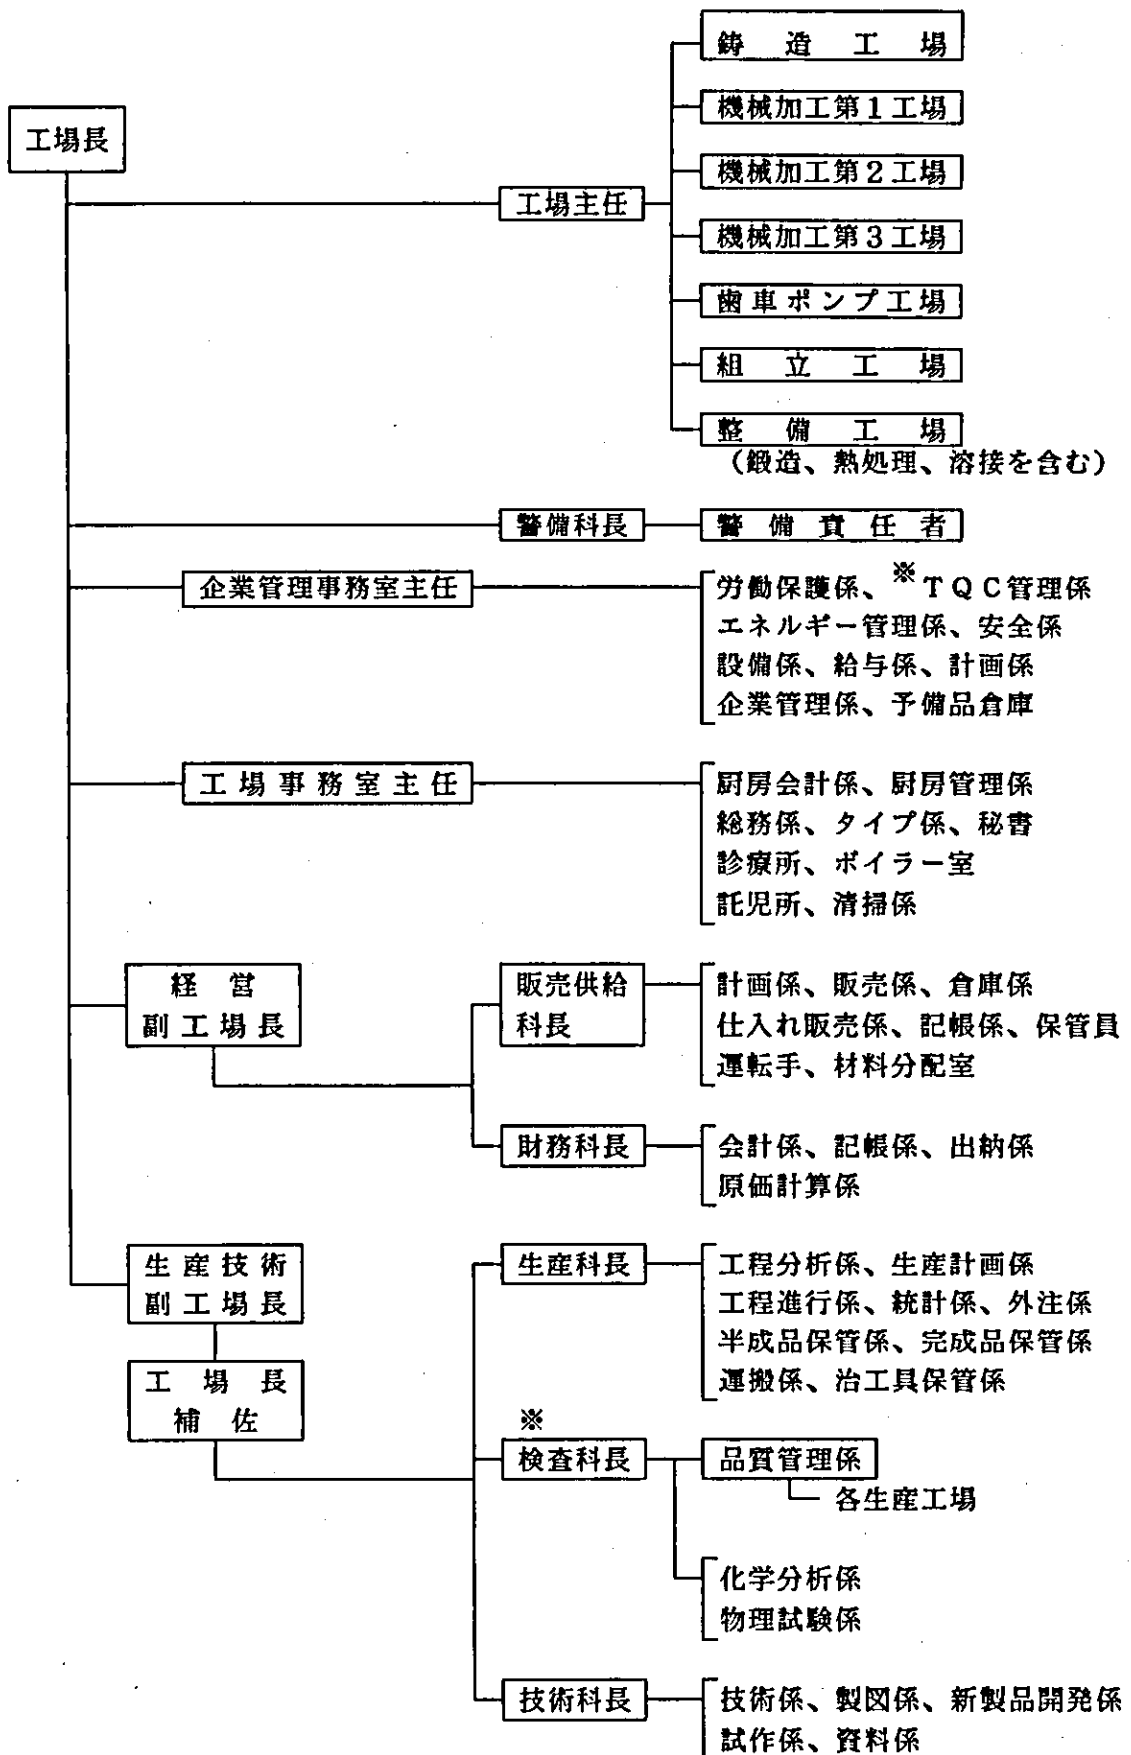 鋳造工場
工場長
機械加工第1工場
機械加工第2工場
工場主任
機械加工第3工場
歯車ポンプ工場
組立工場
整備工場
(鍛造、熱処理、溶接を含む)
警備科長
警備責任者
企業管理事務室主任
労働保護係、※TQC管理係
エネルギー管理係、安全係
設備係、給与係、計画係
企業管理係、予備品倉庫
工場事務室主任
厨房会計係、厨房管理係
総務係、タイプ係、秘書
診療所、ボイラー室
託児所、清掃係
経営
副工場長
販売供給
科長
計画係、販売係、倉庫係
仕入れ販売係、記帳係、保管員
運転手、材料分配室
財務科長
会計係、記帳係、出納係
原価計算係
生産技術
副工場長
工場長
補佐
生産科長
工程分析係、生産計画係
工程進行係、統計係、外注係
半成品保管係、完成品保管係
運搬係、治工具保管係
※
検査科長
品質管理係
各生産工場
化学分析係
物理試験係
技術科長
技術係、製図係、新製品開発係
試作係、資料係